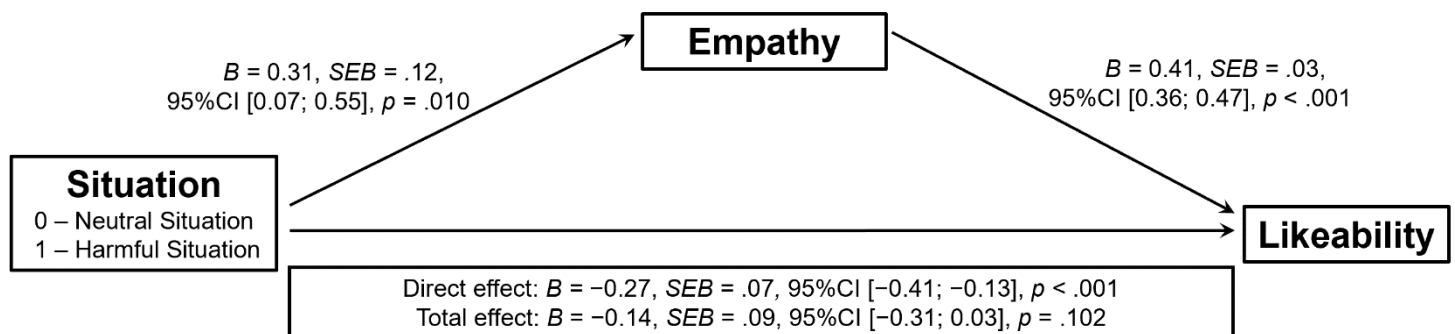 Empathy
B = 0.31, SEB = .12,
95%CI [0.07; 0.55], p = .010
B = 0.41, SEB = .03,
95%CI [0.36; 0.47], p < .001
Situation
0 – Neutral Situation
1 – Harmful Situation
Likeability
Direct effect: B = −0.27, SEB = .07, 95%CI [−0.41; −0.13], p < .001
Total effect: B = −0.14, SEB = .09, 95%CI [−0.31; 0.03], p = .102